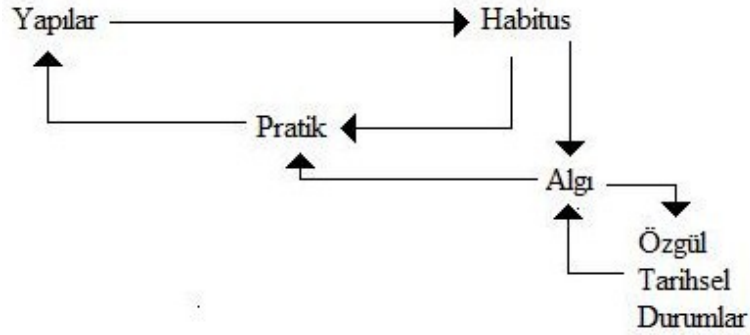 Yapılar
Habitus
Pratik
Algı
Özgül
Tarihsel
Durumlar